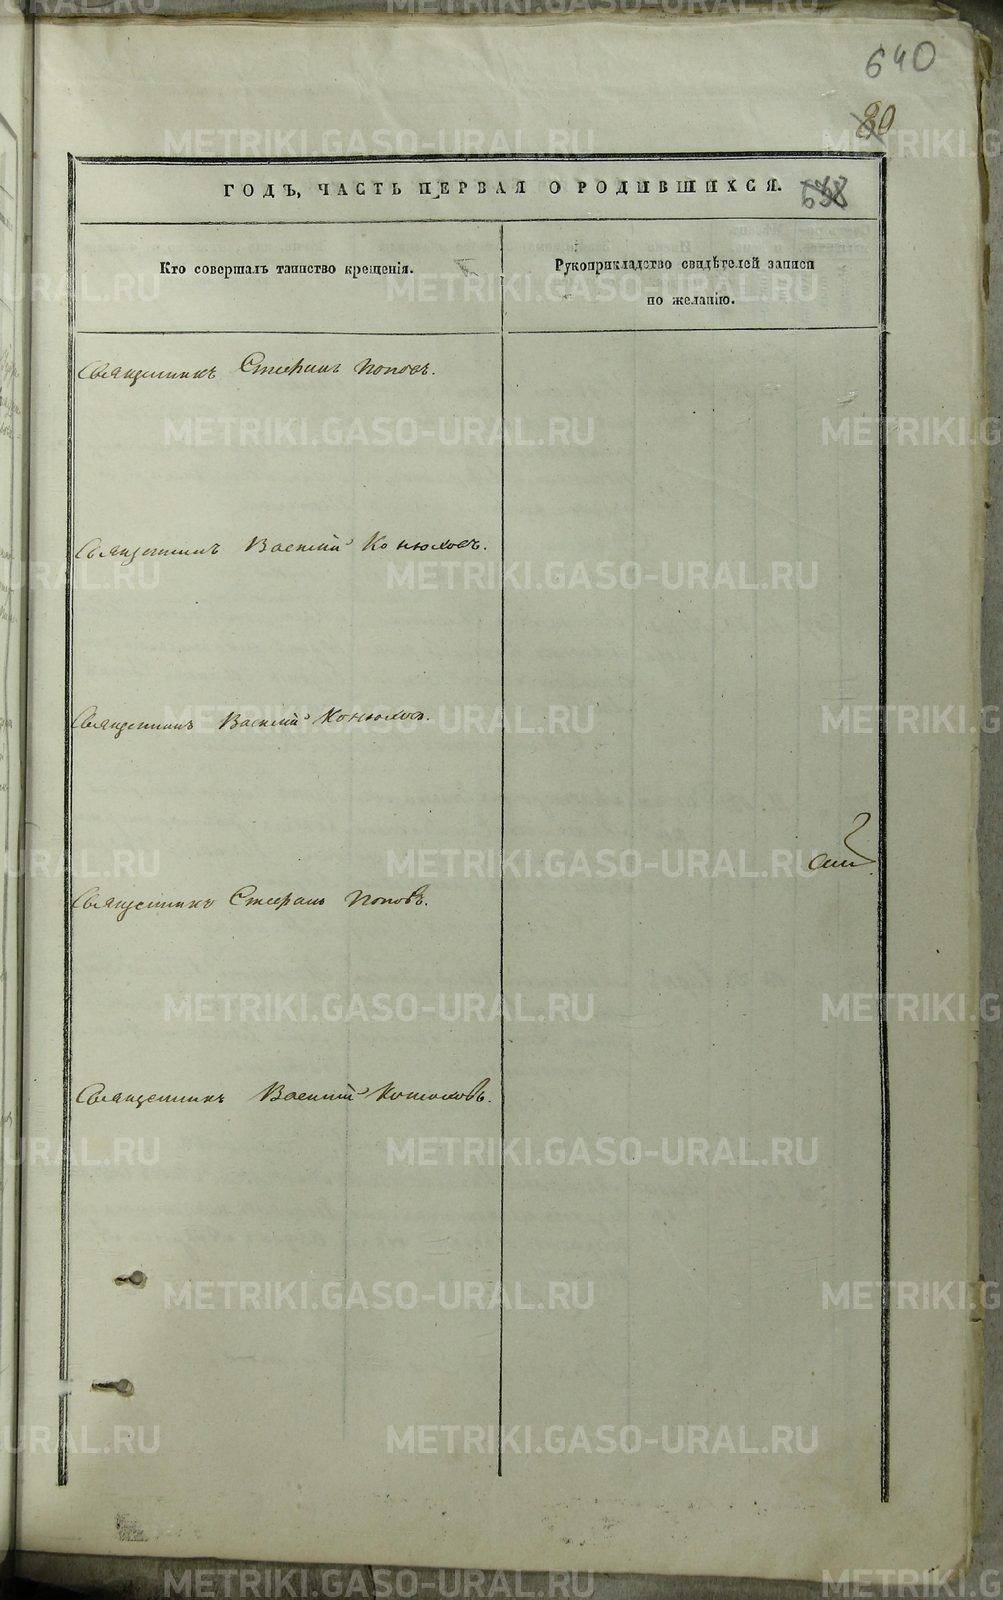 640
80
638
ГОДЪ, ЧАСТЬ ПЕРВАЯ О РОДИВШИХСЯ.
Кто совершалъ таинство крещенія.
Рукоприкладство свидѣтелей записи
по желанію.
Священникъ Стефанъ Поповъ.
Священникъ Василій Конюховъ.
Священникъ Василій Конюховъ.
Священникъ Стефанъ Поповъ.
Священникъ Василій Конюховъ.
METRIKI.GASO-URAL.RU